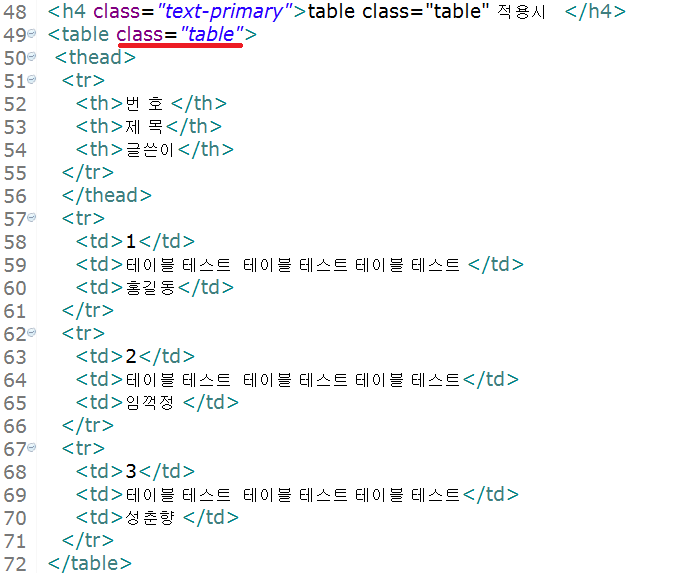 48 <h4 class="text-primary">table class="table" 적용시  </h4>
49 <table class="table">
50 <thead>
51 <tr>
52 <th>번 호 </th>
53 <th>제 목</th>
54 <th>글쓴이</th>
55 </tr>
56 </thead>
57 <tr>
58 <td>1</td>
59 <td>테이블 테스트  테이블 테스트 테이블 테스트 </td>
60 <td>홍길동</td>
61 </tr>
62 <tr>
63 <td>2</td>
64 <td>테이블 테스트  테이블 테스트 테이블 테스트</td>
65 <td>임꺽정 </td>
66 </tr>
67 <tr>
68 <td>3</td>
69 <td>테이블 테스트  테이블 테스트 테이블 테스트</td>
70 <td>성춘향 </td>
71 </tr>
72 </table>